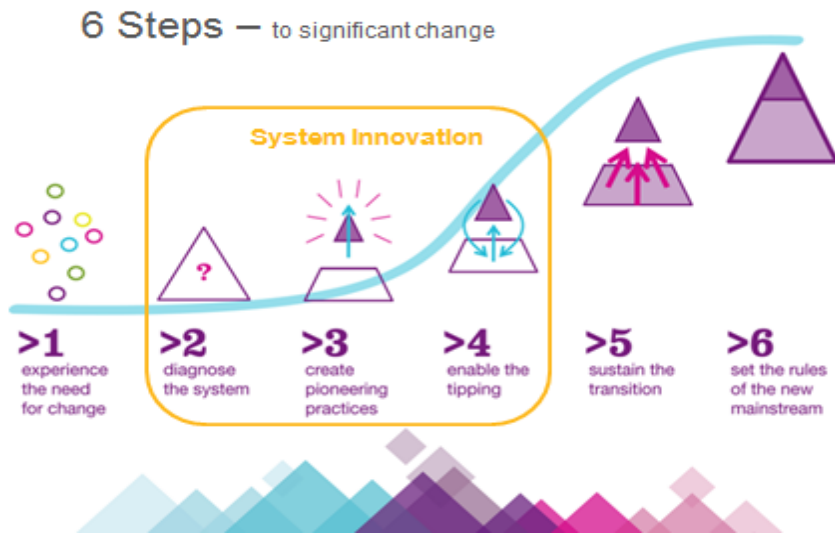 6 Steps – to significant change
System Innovation
?
>1
experience
the need
for change
>2
diagnose
the system
>3
create
pioneering
practices
>4
enable the
tipping
>5
sustain the
transition
>6
set the rules
of the new
mainstream